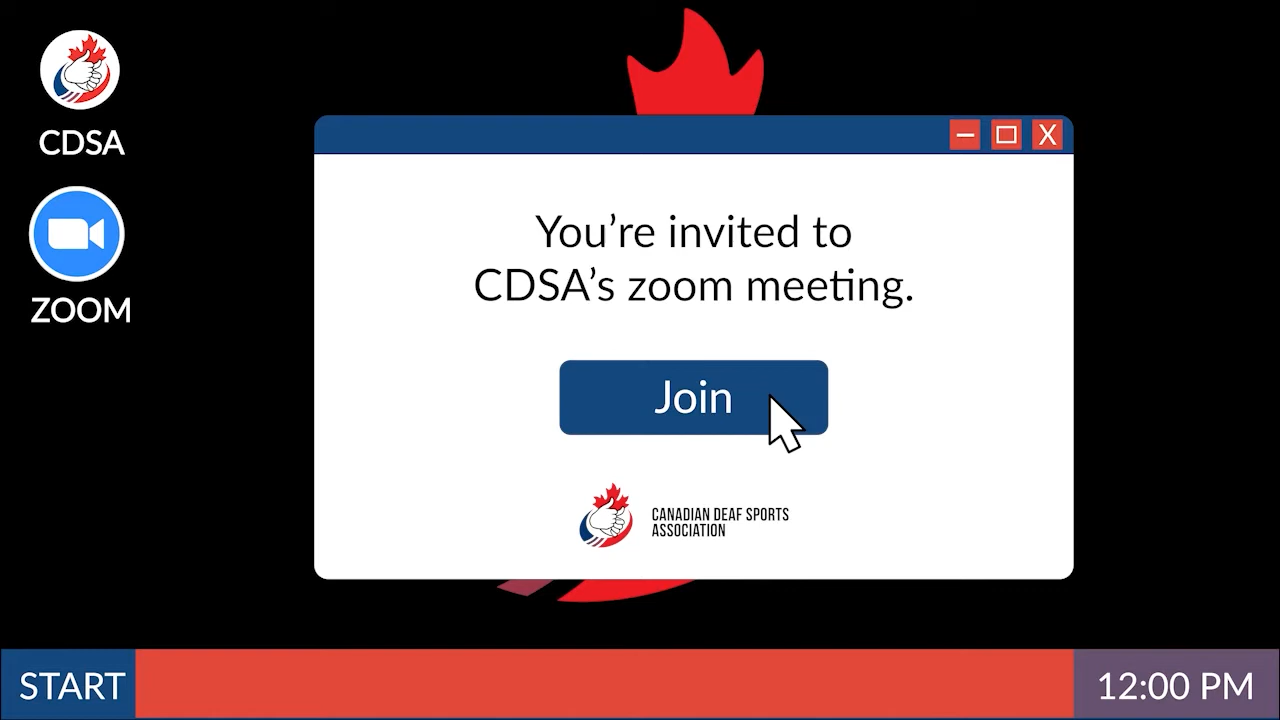 CDSA
ZOOM
X
You’re invited to
CDSA’s zoom meeting.
Join
CANADIAN DEAF SPORTS
ASSOCIATION
START
12:00 PM